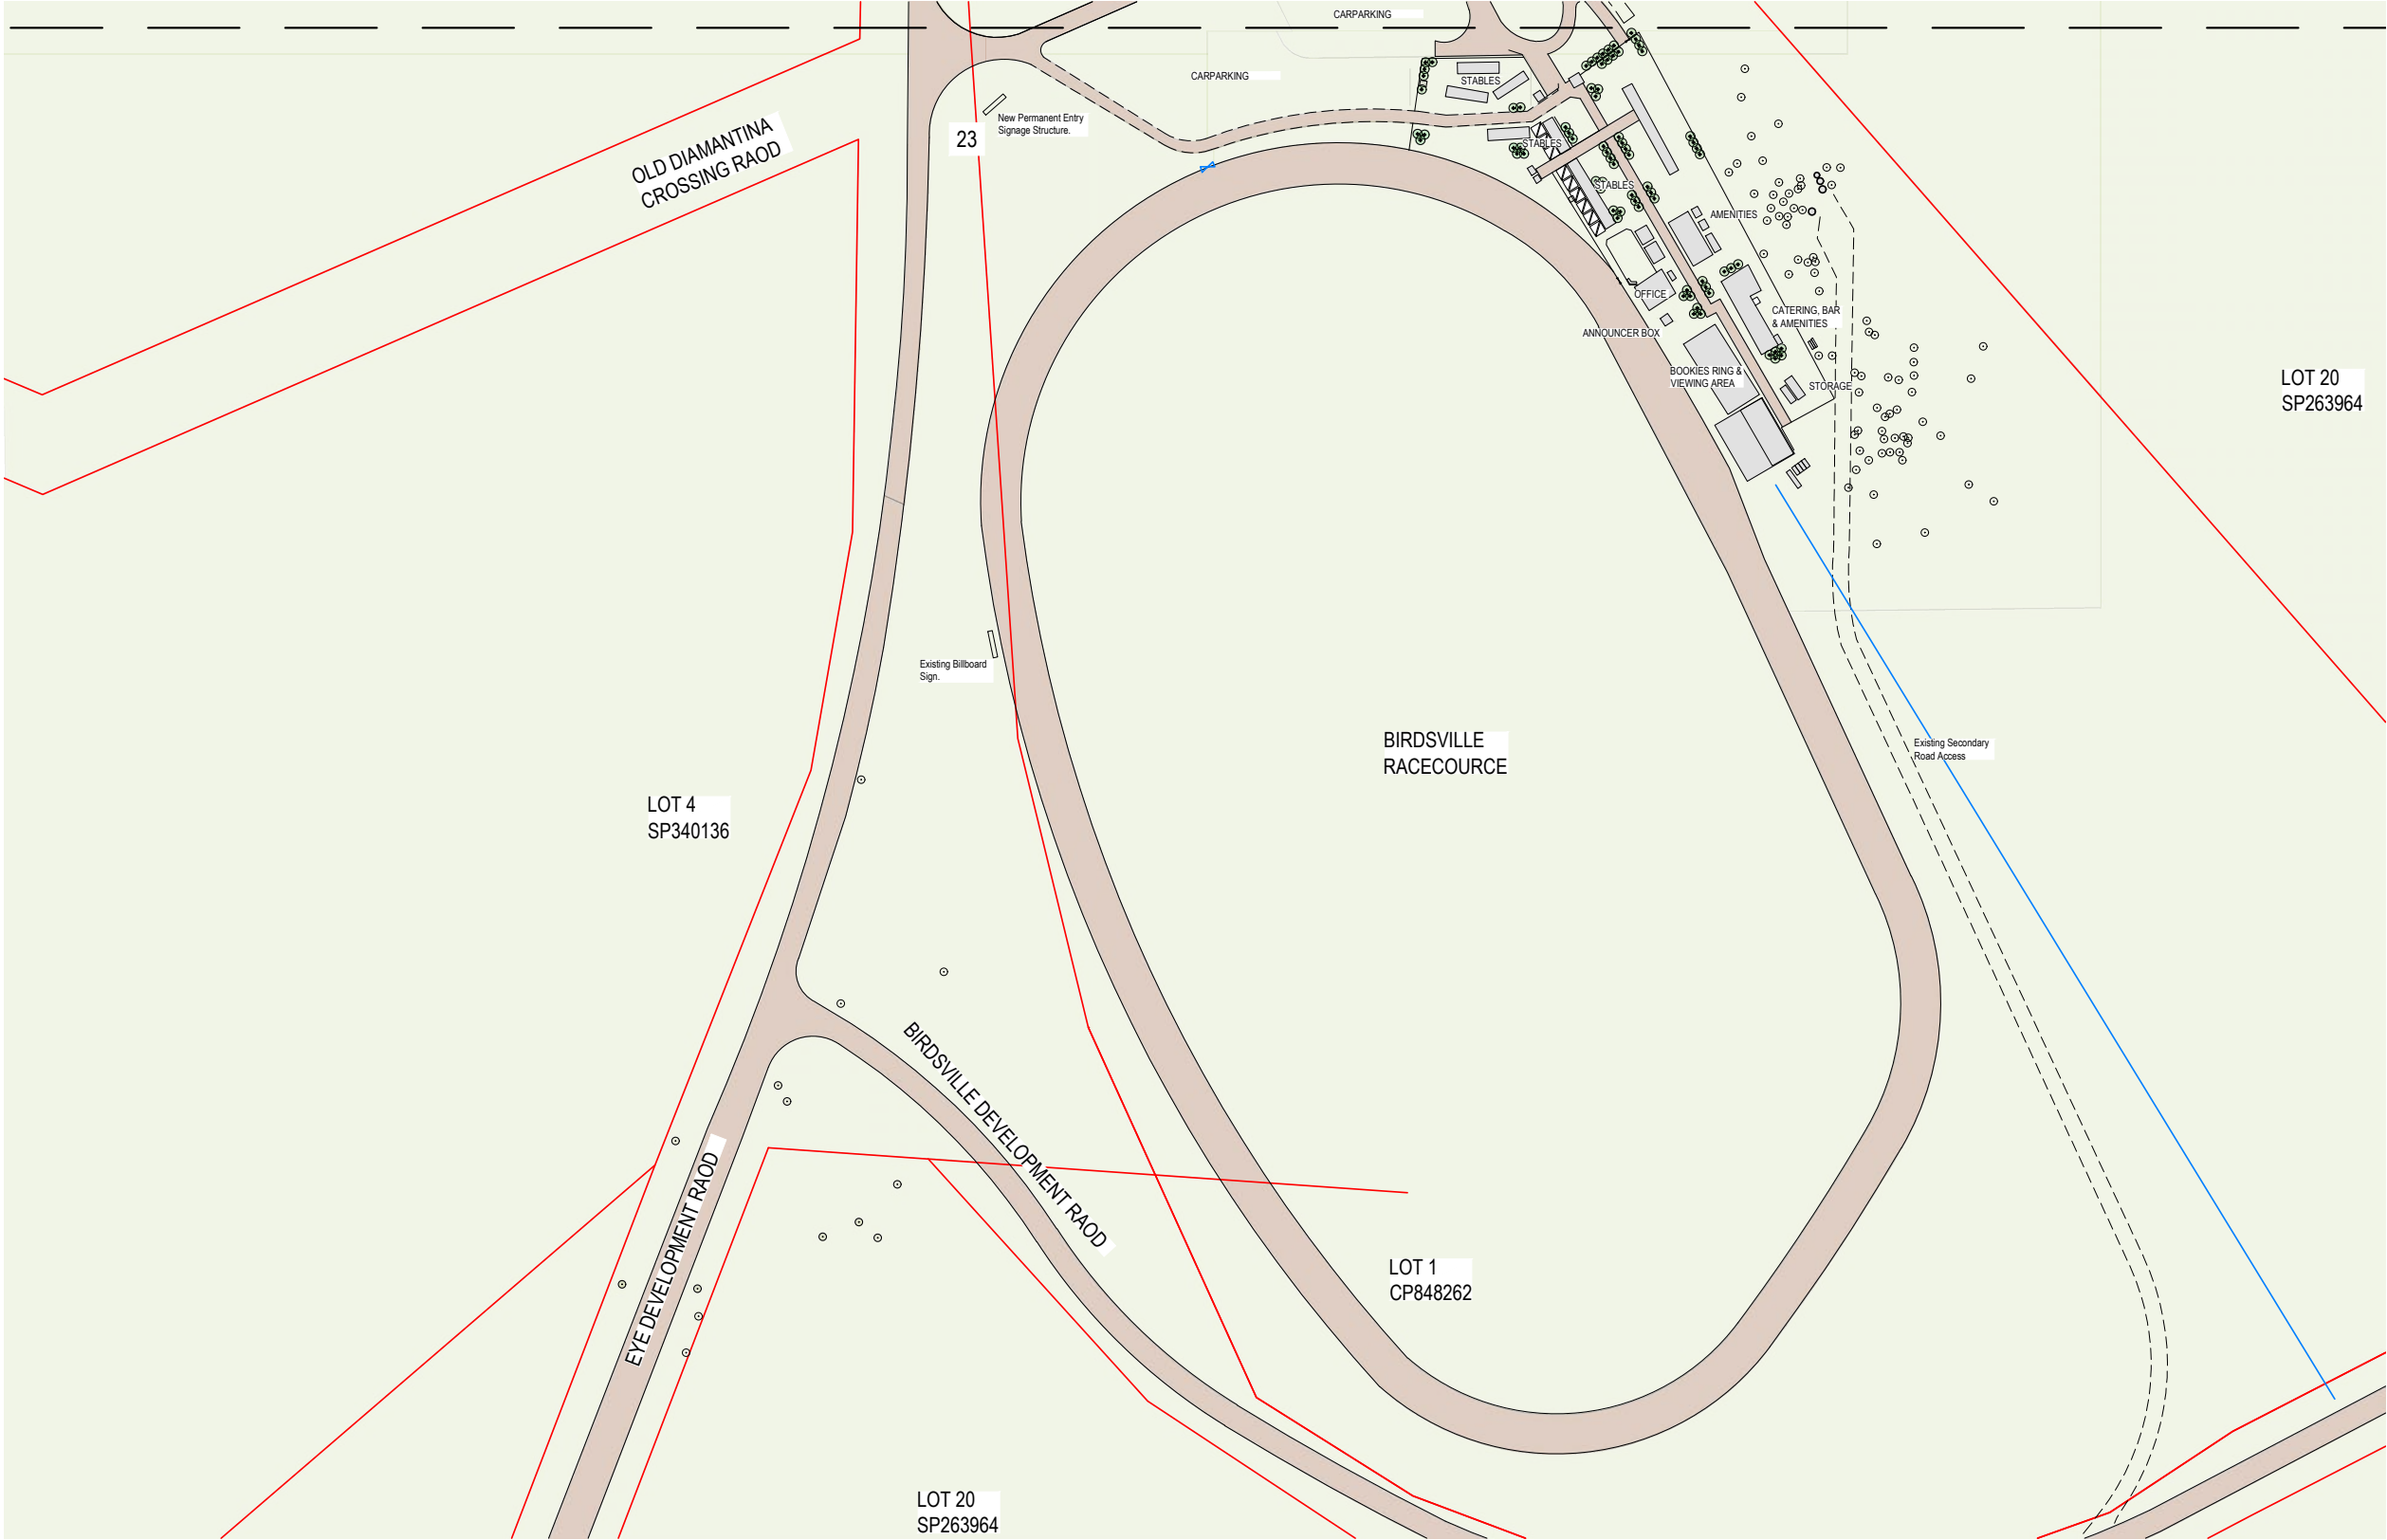 CARPARKING
CARPARKING
STABLES
New Permanent Entry
Signage Structure.
23
OLD DIAMANTINA
CROSSING RAOD
STABLES
STABLES
AMENITIES
OFFICE
CATERING, BAR
& AMENITIES
ANNOUNCER BOX
BOOKIES RING &
VIEWING AREA
STORAGE
LOT 20
SP263964
Existing Billboard
Sign.
BIRDSVILLE
RACECOURCE
Existing Secondary
Road Access
LOT 4
SP340136
BIRDSVILLE DEVELOPMENT RAOD
EYE DEVELOPMENT RAOD
LOT 1
CP848262
LOT 20
SP263964